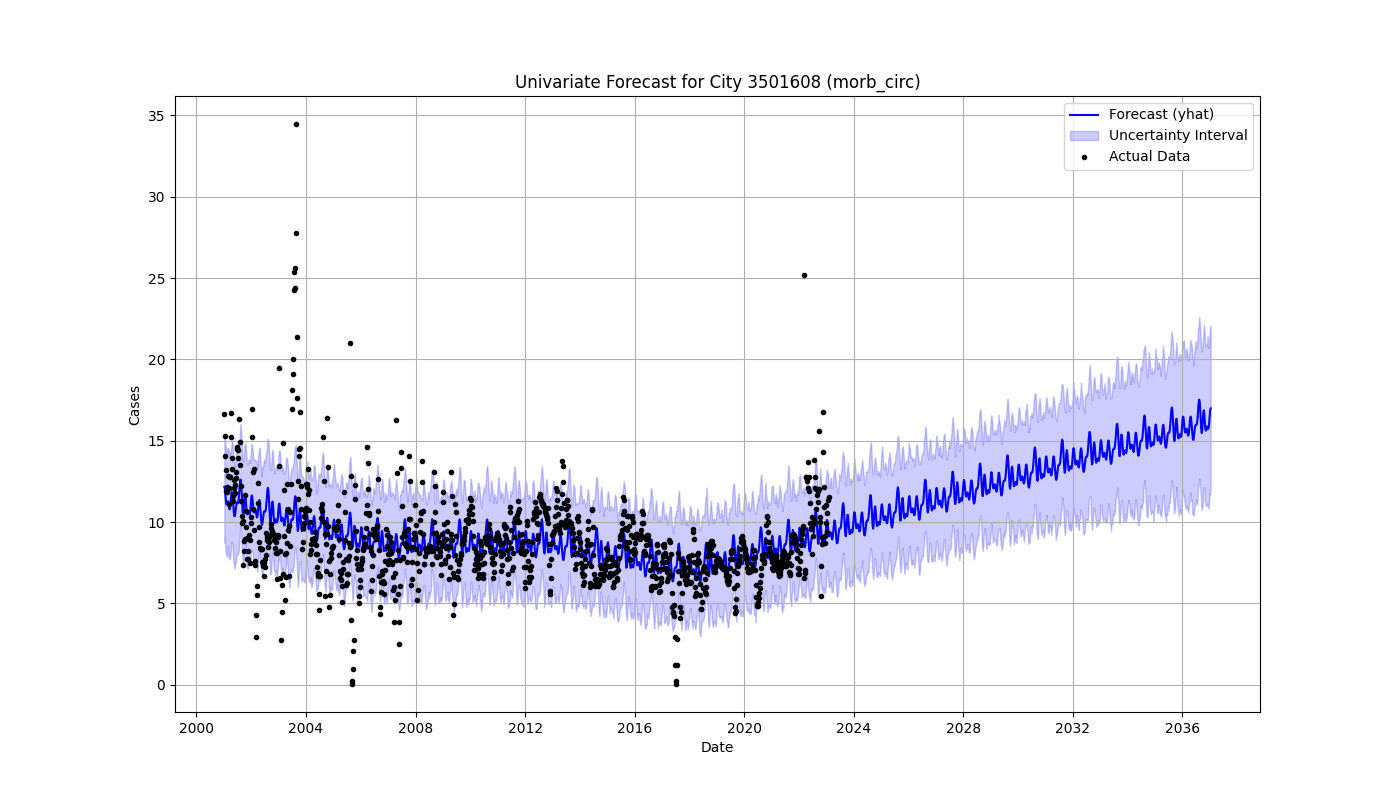 Univariate Forecast for City 3501608 (morb_circ)
Forecast (yhat)
Uncertainty Interval
Actual Data
Cases
35
30
25
20
15
10
5
0
2000 2004 2008 2012 2016 2020 2024 2028 2032 2036
Date